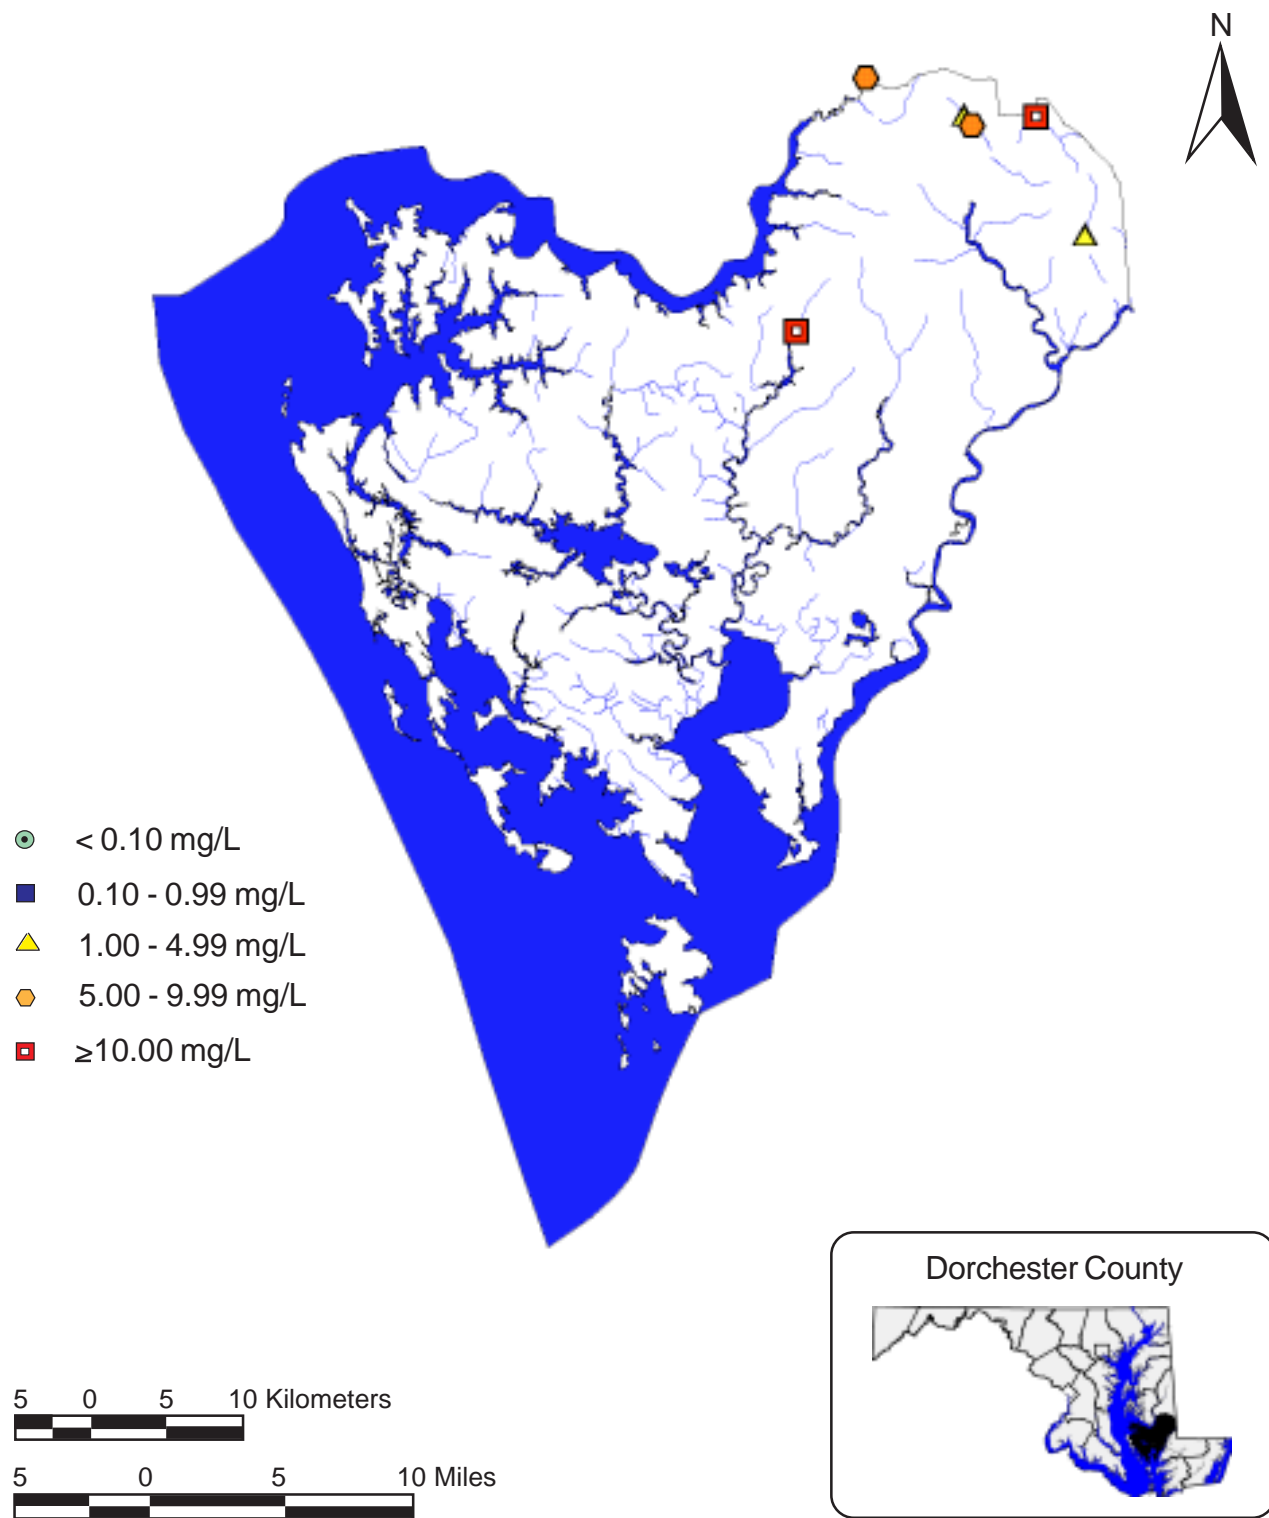 N
< 0.10 mg/L
0.10 - 0.99 mg/L
1.00 - 4.99 mg/L
5.00 - 9.99 mg/L
≥10.00 mg/L
Dorchester County
5 0 5 10 Kilometers
5 0 5 10 Miles